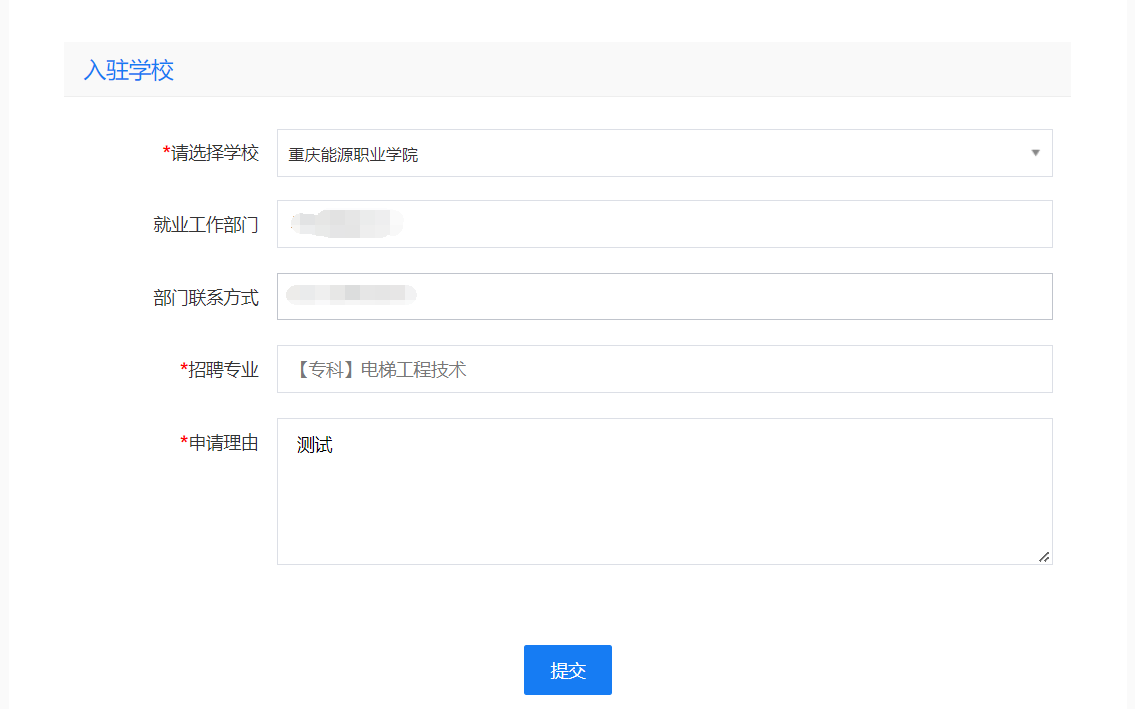 入驻学校
*请选择学校 重庆能源职业学院
就业工作部门
部门联系方式
*招聘专业 【专科】电梯工程技术
*申请理由 测试
提交